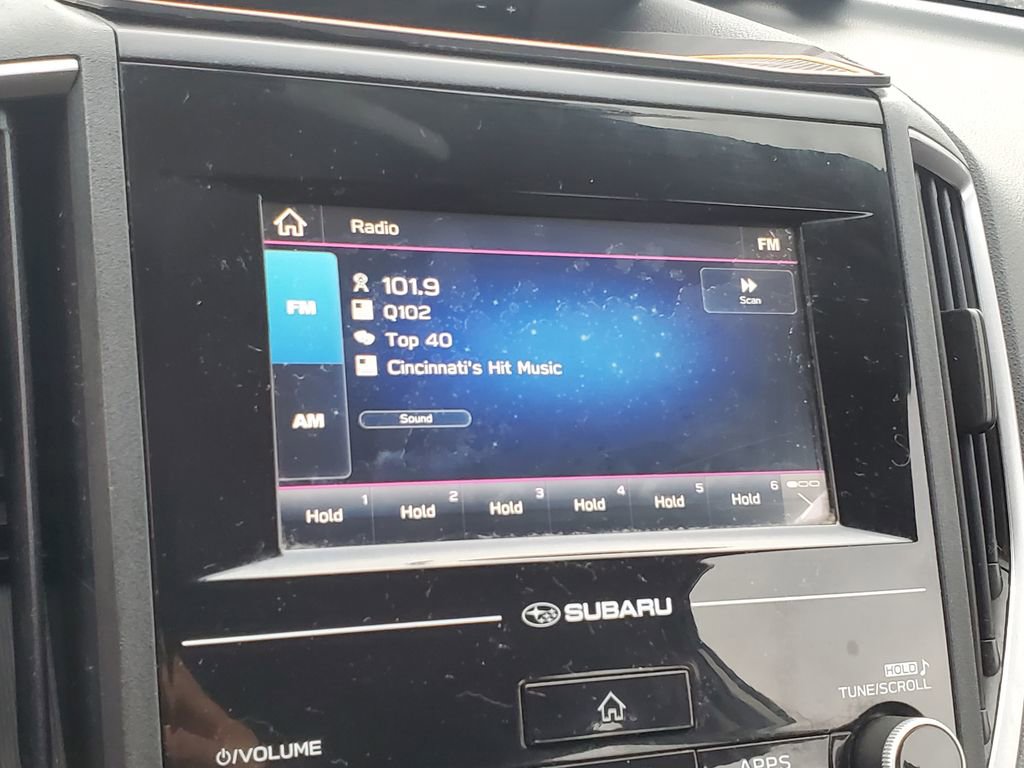 Radio
FM
FM
101.9
Scan
Q102
Top 40
Cincinnati's Hit Music
AM
Sound
1 2 3 4 5 6
Hold Hold Hold Hold Hold Hold
SUBARU
HOLD
TUNE/SCROLL
/VOLUME
APPS